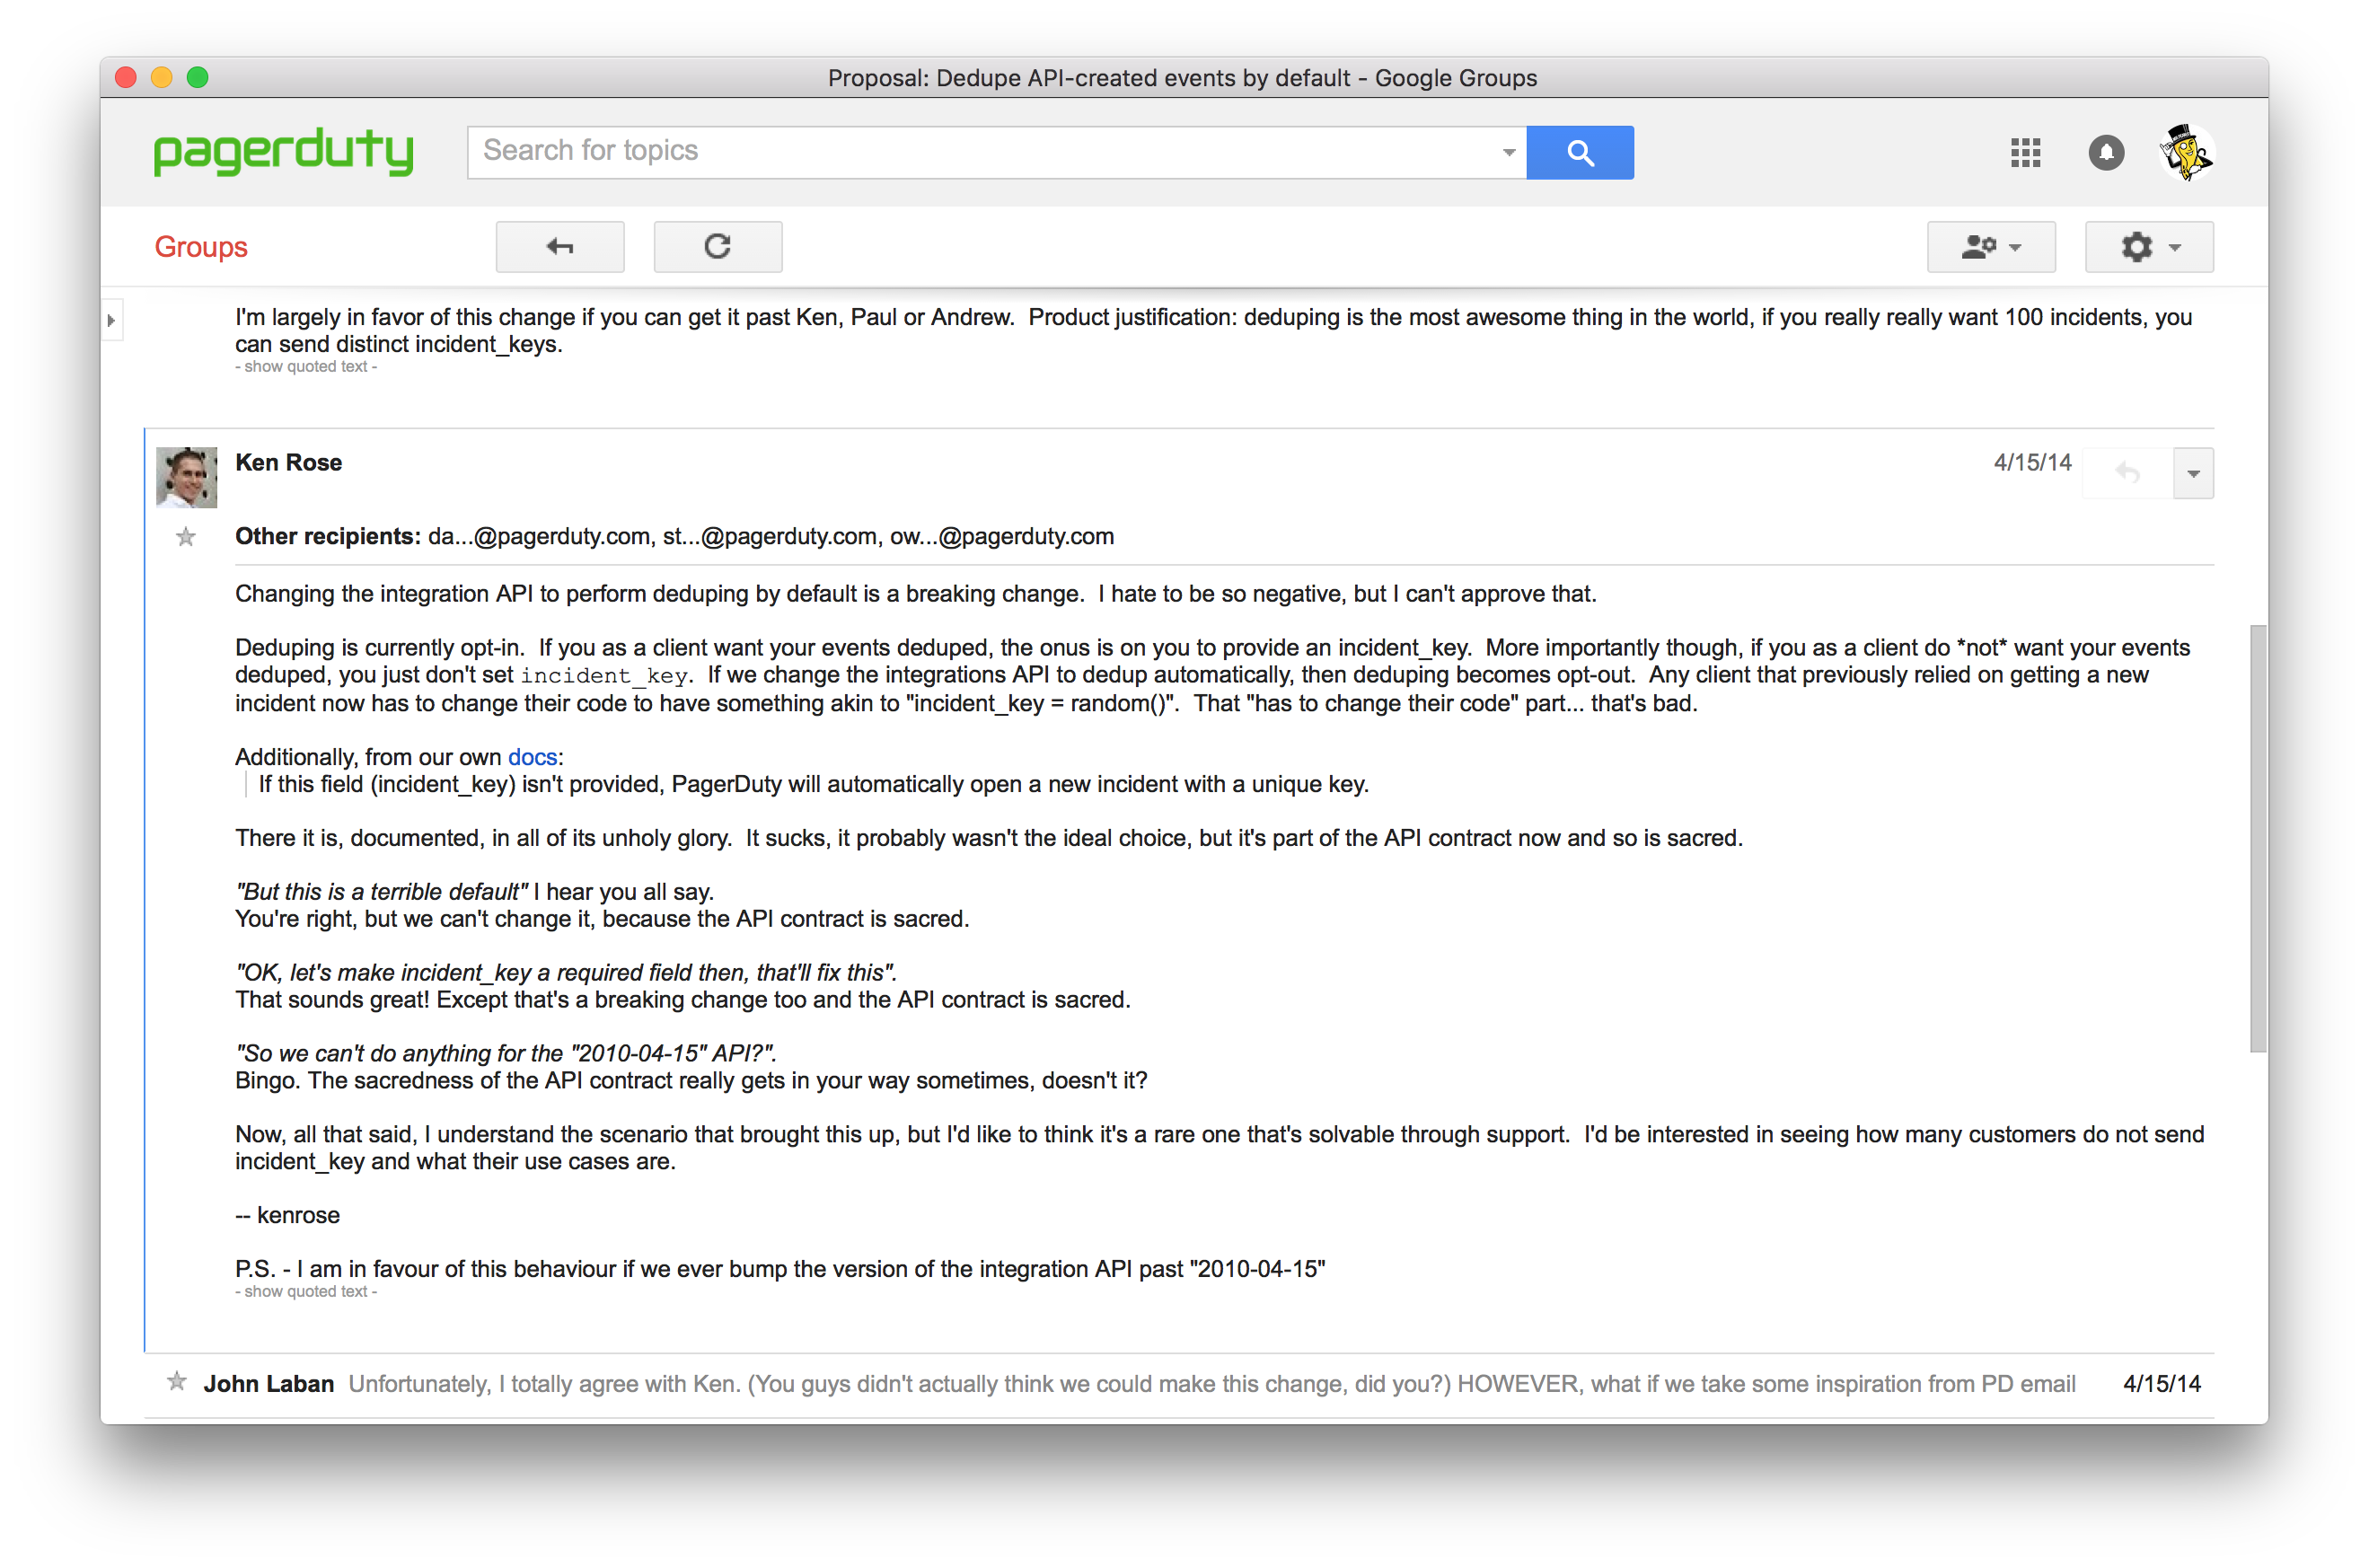 Proposal: Dedupe API-created events by default - Google Groups
pagerduty
Search for topics
Groups
I'm largely in favor of this change if you can get it past Ken, Paul or Andrew.  Product justification: deduping is the most awesome thing in the world, if you really really want 100 incidents, you
can send distinct incident_keys.
- show quoted text -
Ken Rose
4/15/14
Other recipients: da...@pagerduty.com, st...@pagerduty.com, ow...@pagerduty.com
Changing the integration API to perform deduping by default is a breaking change.  I hate to be so negative, but I can't approve that.
Deduping is currently opt-in.  If you as a client want your events deduped, the onus is on you to provide an incident_key.  More importantly though, if you as a client do *not* want your events
deduped, you just don't set incident_key.  If we change the integrations API to dedup automatically, then deduping becomes opt-out.  Any client that previously relied on getting a new
incident now has to change their code to have something akin to "incident_key = random()".  That "has to change their code" part... that's bad.
Additionally, from our own docs:
If this field (incident_key) isn't provided, PagerDuty will automatically open a new incident with a unique key.
There it is, documented, in all of its unholy glory.  It sucks, it probably wasn't the ideal choice, but it's part of the API contract now and so is sacred.
"But this is a terrible default" I hear you all say.
You're right, but we can't change it, because the API contract is sacred.
"OK, let's make incident_key a required field then, that'll fix this".
That sounds great! Except that's a breaking change too and the API contract is sacred.
"So we can't do anything for the "2010-04-15" API?".
Bingo. The sacredness of the API contract really gets in your way sometimes, doesn't it?
Now, all that said, I understand the scenario that brought this up, but I'd like to think it's a rare one that's solvable through support.  I'd be interested in seeing how many customers do not send
incident_key and what their use cases are.
-- kenrose
P.S. - I am in favour of this behaviour if we ever bump the version of the integration API past "2010-04-15"
- show quoted text -
John Laban Unfortunately, I totally agree with Ken. (You guys didn't actually think we could make this change, did you?) HOWEVER, what if we take some inspiration from PD email 4/15/14